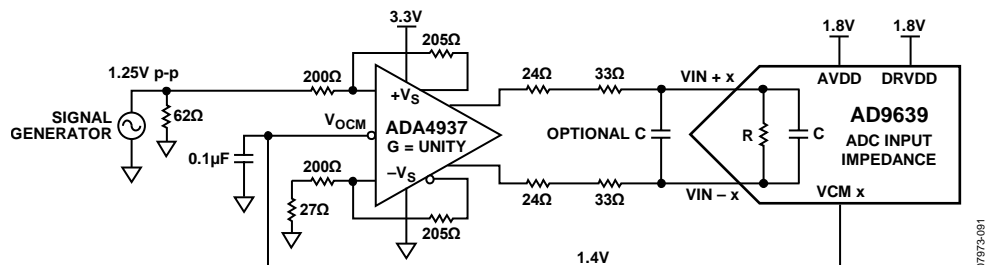 3.3V
1.8V
1.8V
205Ω
1.25V p-p
200Ω
24Ω
33Ω
VIN + x
AVDD
DRVDD
+VS
SIGNAL
GENERATOR
62Ω
VOCM
ADA4937
G = UNITY
OPTIONAL C
R
C
AD9639
ADC INPUT
IMPEDANCE
0.1µF
200Ω
–VS
VIN – x
VCM x
27Ω
205Ω
24Ω
33Ω
1.4V
07973-091